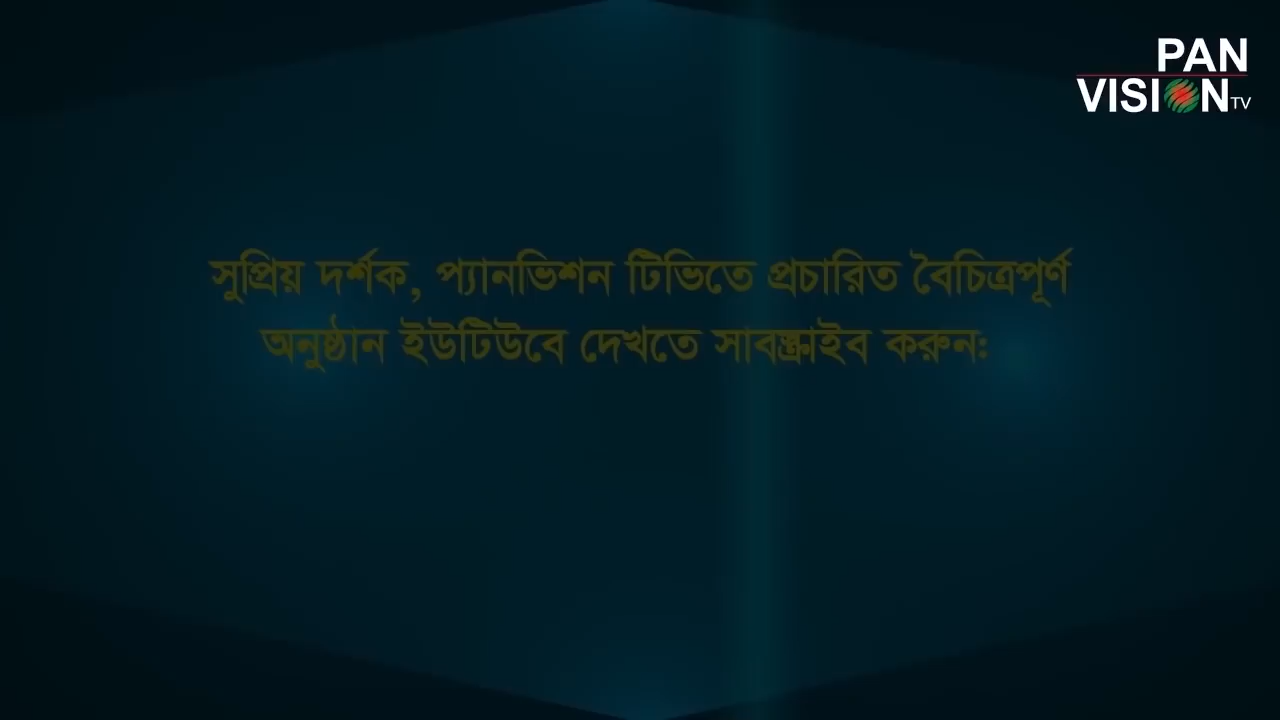 PAN
VISION TV
সুপ্রিয় দর্শক, প্যানভিশন টিভিতে প্রচারিত বৈচিত্রপূর্ণ
অনুষ্ঠান ইউটিউবে দেখতে সাবস্ক্রাইব করুন: